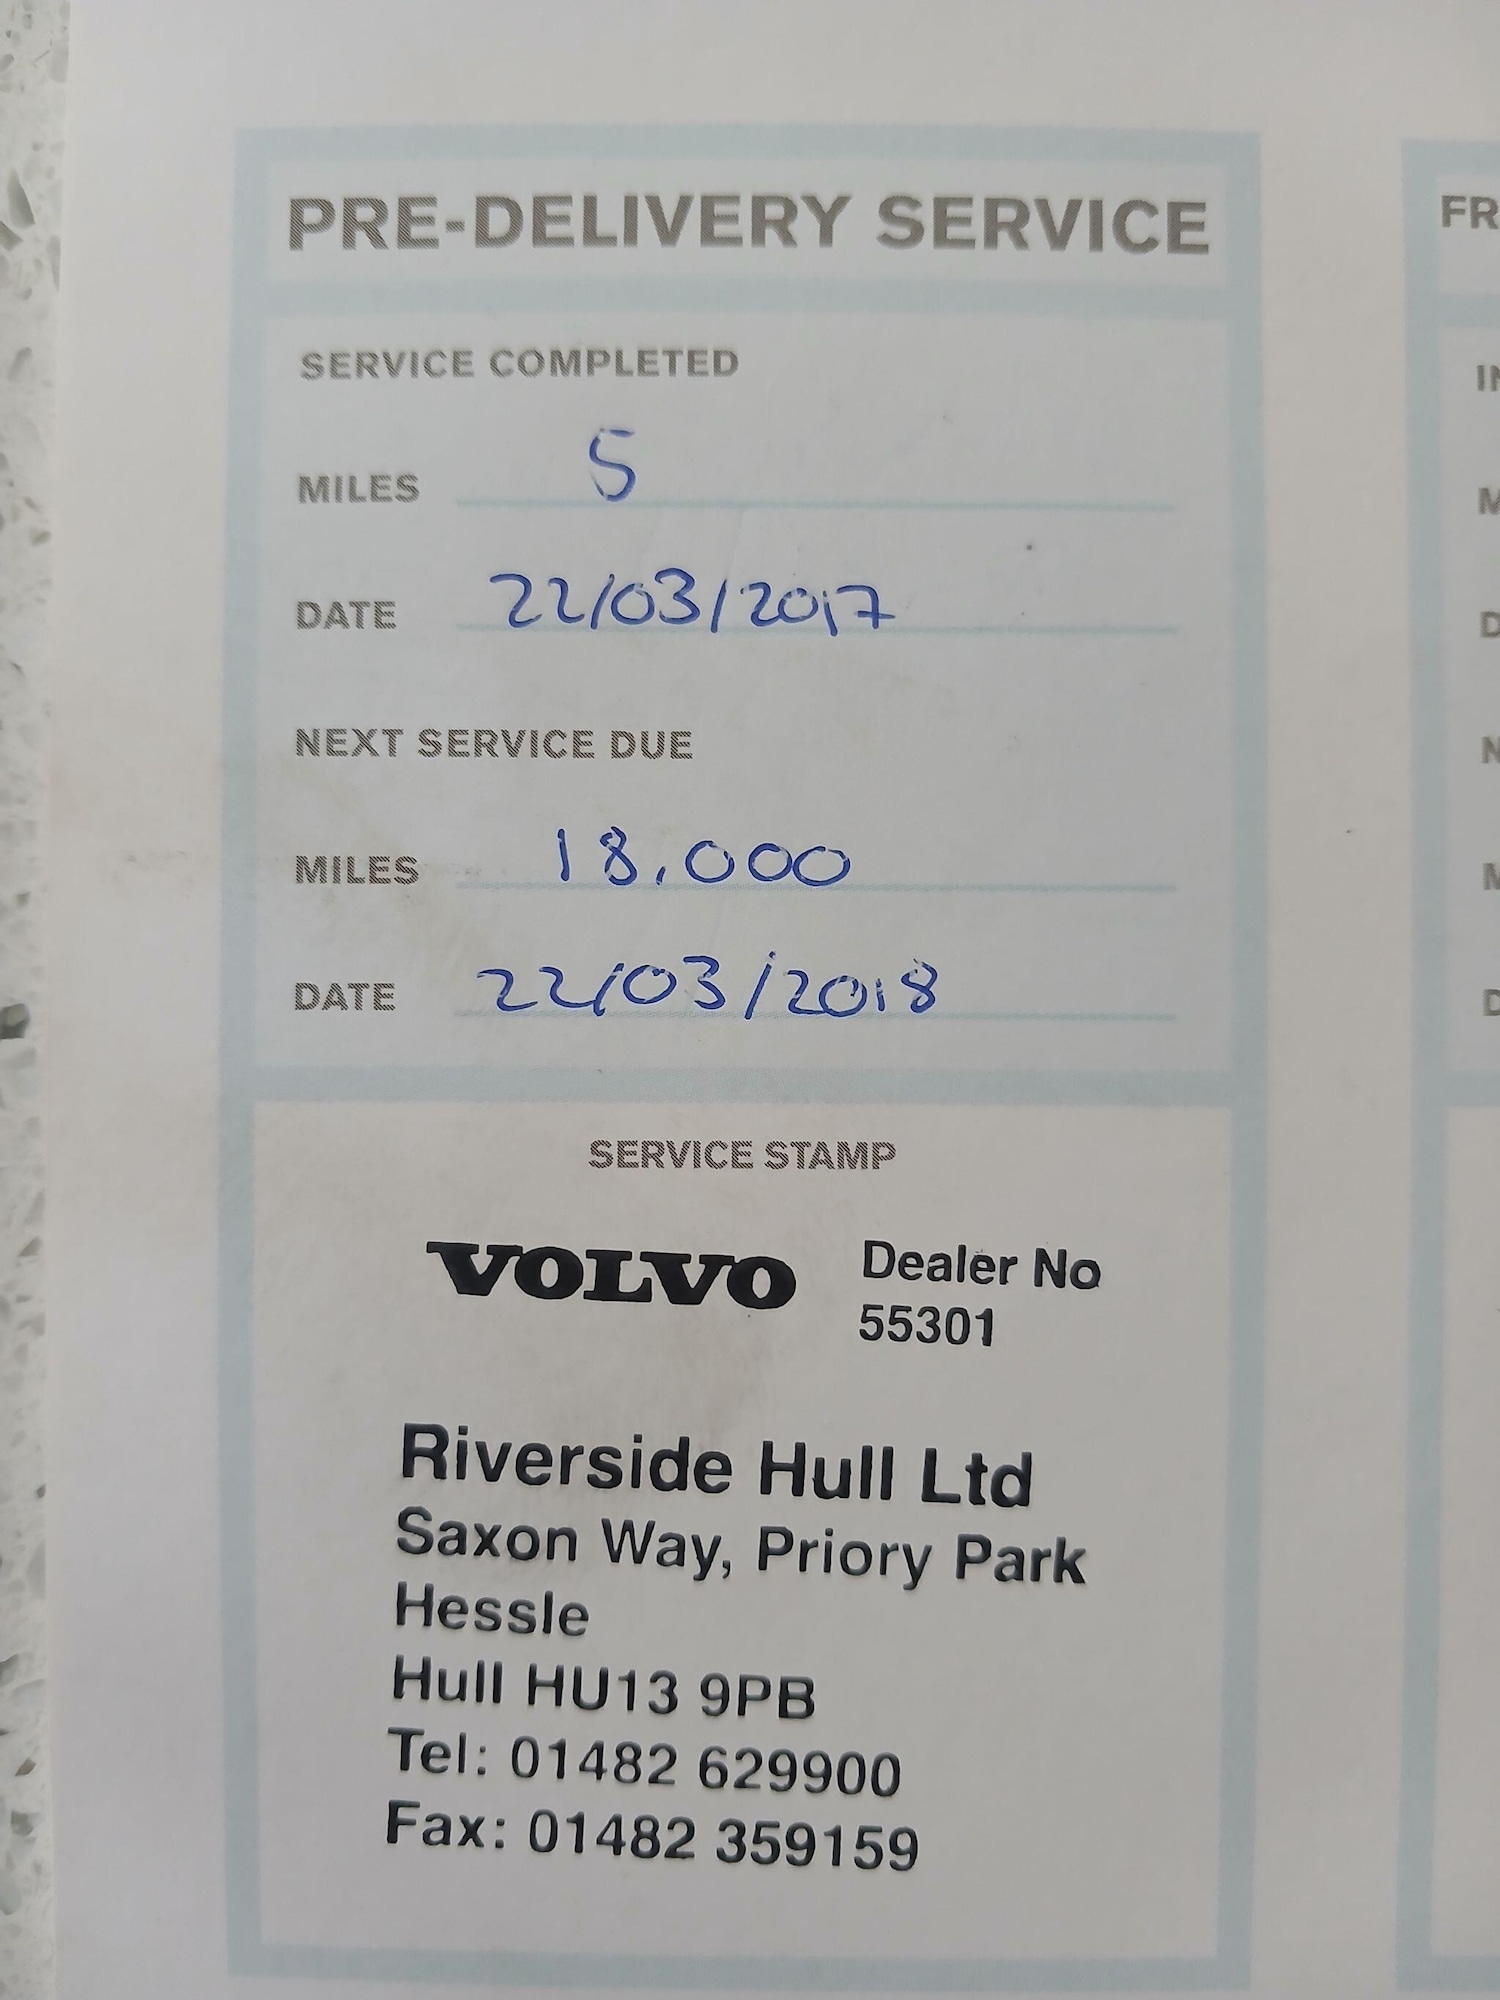 PRE-DELIVERY SERVICE
SERVICE COMPLETED
MILES 5
DATE 22/03/2017
NEXT SERVICE DUE
MILES 18,000
DATE 22/03/2018
SERVICE STAMP
VOLVO Dealer No
55301
Riverside Hull Ltd
Saxon Way, Priory Park
Hessle
Hull HU13 9PB
Tel: 01482 629900
Fax: 01482 359159